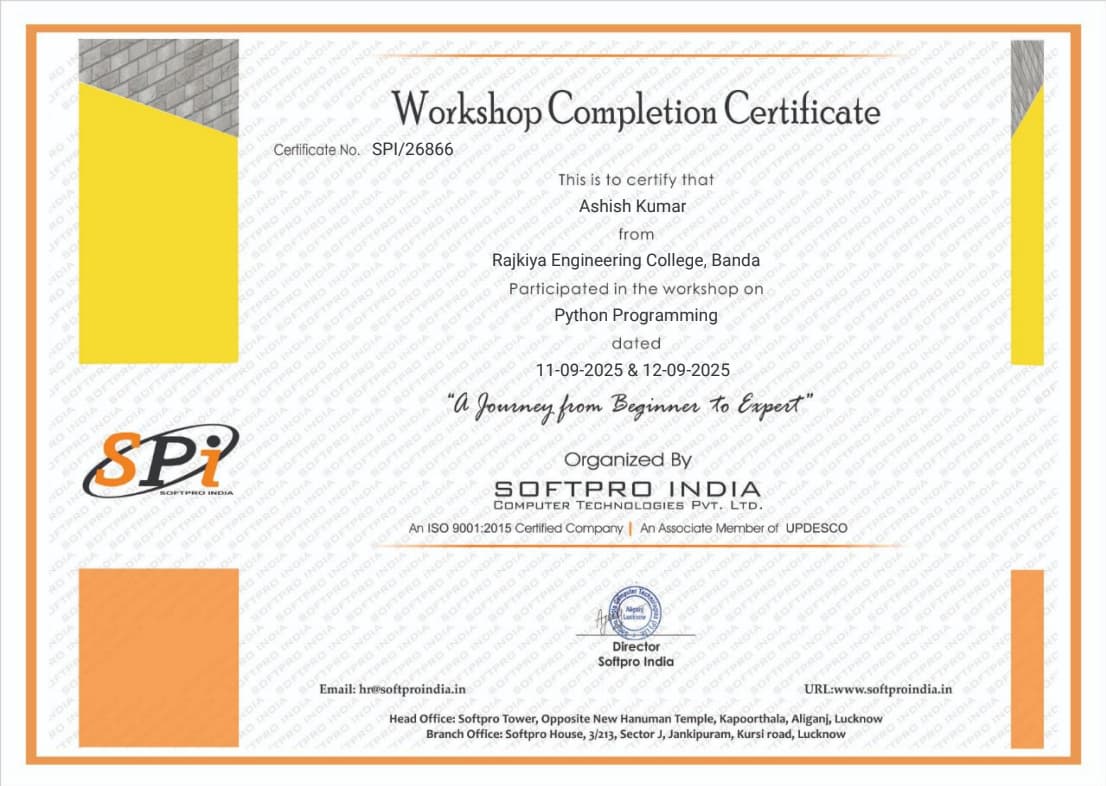 Workshop Completion Certificate
Certificate No. SPI/26866
This is to certify that
Ashish Kumar
from
Rajkiya Engineering College, Banda
Participated in the workshop on
Python Programming
dated
11-09-2025 & 12-09-2025
"A Journey from Beginner to Expert"
SPi
SOFTPRO INDIA
Organized By
SOFTPRO INDIA
COMPUTER TECHNOLOGIES PVT. LTD.
An ISO 9001:2015 Certified Company | An Associate Member of UPDESCO
Aliganj
Lucknow
Director
Softpro India
Email: hr@softproindia.in URL:www.softproindia.in
Head Office: Softpro Tower, Opposite New Hanuman Temple, Kapoorthala, Aliganj, Lucknow
Branch Office: Softpro House, 3/213, Sector J, Jankipuram, Kursi road, Lucknow